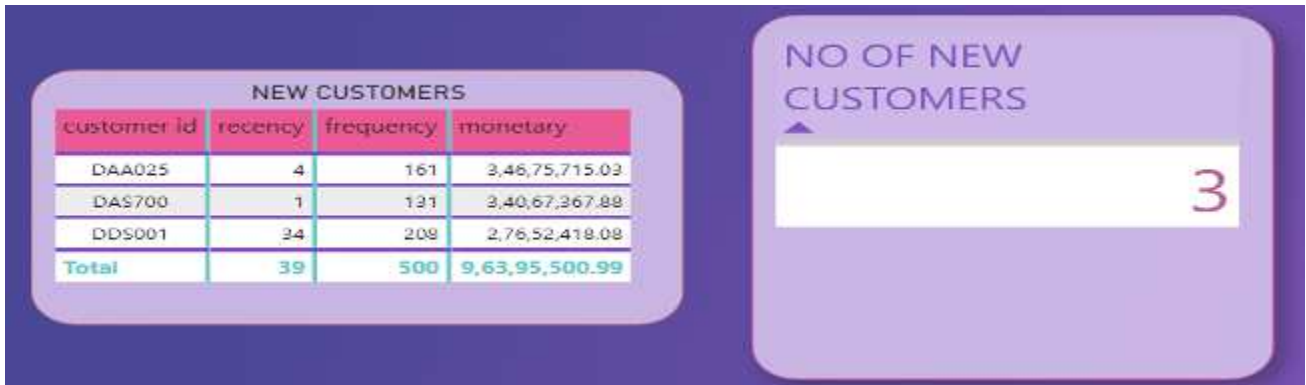 NEW CUSTOMERS
customer id recency frequency monetary
DAA025 4 161 3,46,75,715.03
DAS700 1 131 3,40,67,367.88
DDS001 34 208 2,76,52,418.08
Total 39 500 9,63,95,500.99
NO OF NEW
CUSTOMERS
3